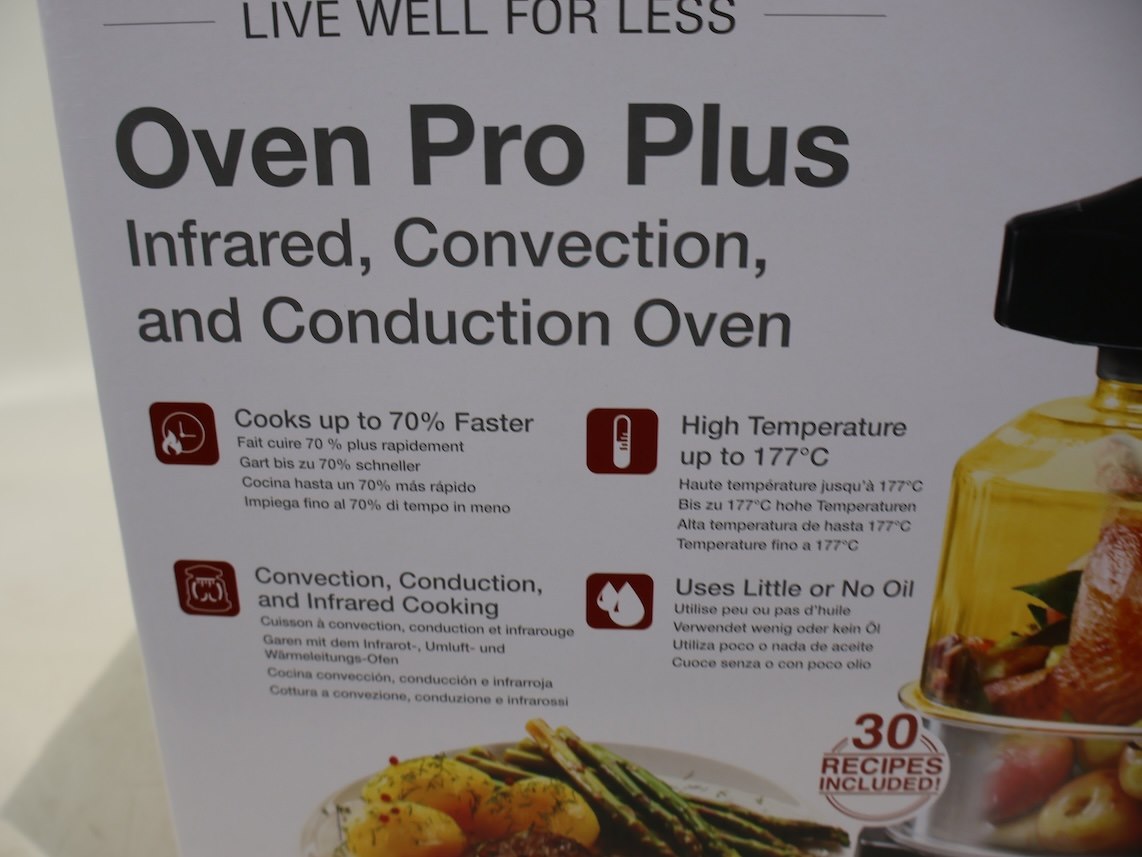 LIVE WELL FOR LESS
Oven Pro Plus
Infrared, Convection,
and Conduction Oven
Cooks up to 70% Faster
Fait cuire 70 % plus rapidement
Gart bis zu 70% schneller
Cocina hasta un 70% más rápido
Impiega fino al 70% di tempo in meno
High Temperature
up to 177°C
Haute température jusqu'à 177°C
Bis zu 177°C hohe Temperaturen
Alta temperatura de hasta 177°C
Temperature fino a 177°C
Convection, Conduction,
and Infrared Cooking
Cuisson à convection, conduction et infrarouge
Garen mit dem Infrarot-, Umluft- und
Wärmeleitungs-Ofen
Cocina convección, conducción e infrarroja
Cottura a convezione, conduzione e infrarossi
Uses Little or No Oil
Utilise peu ou pas d'huile
Verwendet wenig oder kein Öl
Utiliza poco o nada de aceite
Cuoce senza o con poco olio
30
RECIPES
INCLUDED!